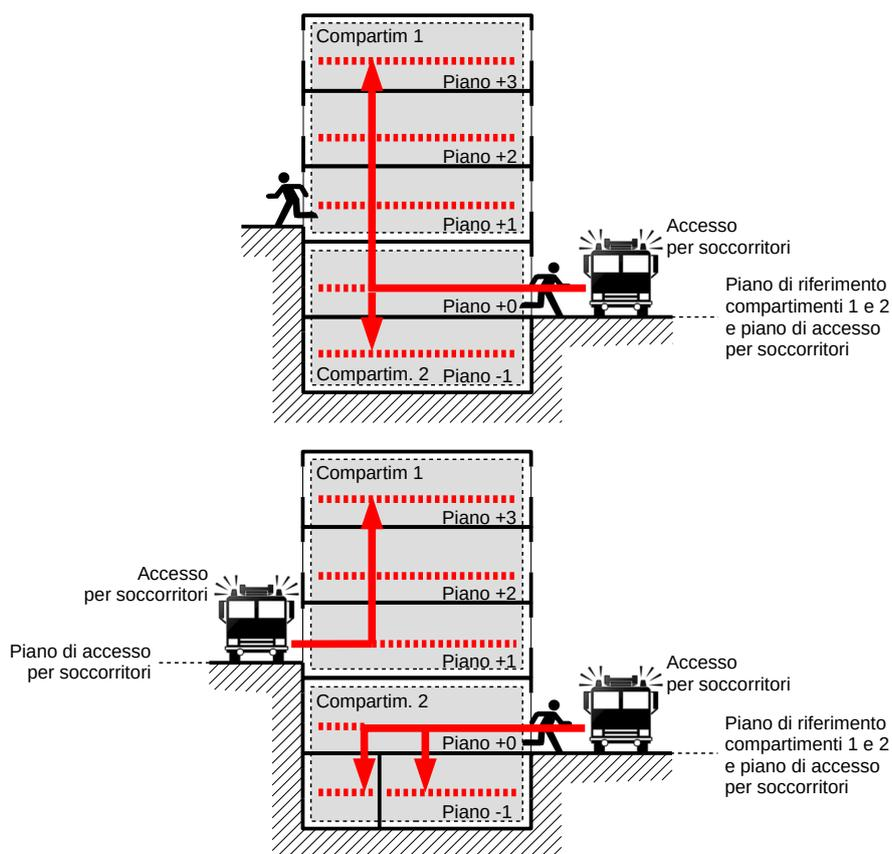 Compartim 1
Piano +3
Piano +2
Piano +1
Accesso
per soccorritori
Piano +0
Piano di riferimento
compartimenti 1 e 2
e piano di accesso
per soccorritori
Compartim. 2 Piano -1
Compartim 1
Piano +3
Accesso
per soccorritori
Piano +2
Piano di accesso
per soccorritori
Piano +1
Accesso
per soccorritori
Compartim. 2
Piano +0
Piano di riferimento
compartimenti 1 e 2
e piano di accesso
per soccorritori
Piano -1